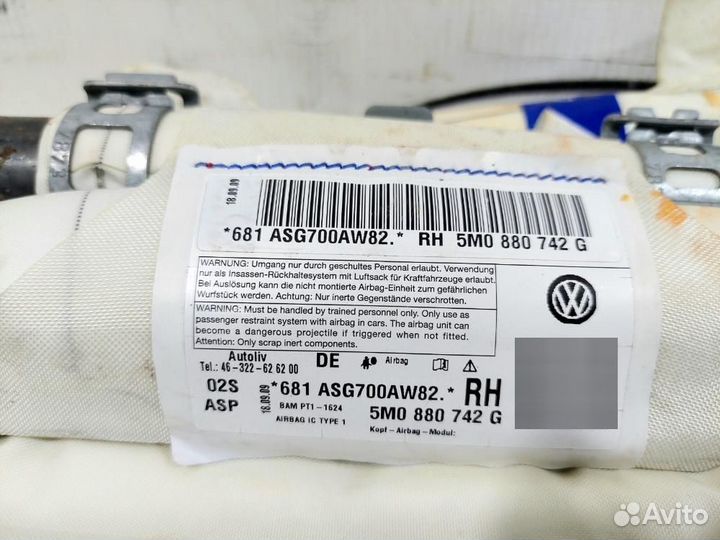 18.09.09
*681 ASG700AW82.* RH 5M0 880 742 G
WARNUNG: Umgang nur durch geschultes Personal erlaubt. Verwendung
nur als Insassen-Rückhaltesystem mit Luftsack für Kraftfahrzeuge erlaubt.
Bei Auslösung kann die nicht montierte Airbag-Einheit zum gefährlichen
Wurfstück werden. Achtung: Nur inerte Gegenstände verschrotten.
WARNING: Must be handled by trained personnel only. Only use as
passenger restraint system with airbag in cars. The airbag unit can
become a dangerous projectile if triggered when not fitted.
Attention: Only scrap inert items.
Autoliv DE Airbag
Tel.: 46-322-62 62 00
02S 18.09.09 *681 ASG700AW82.* RH
ASP BAM PT1-1624 5M0 880 742 G
AIRBAG IC TYPE 1 Kopf-Airbag-Modul:
Avito